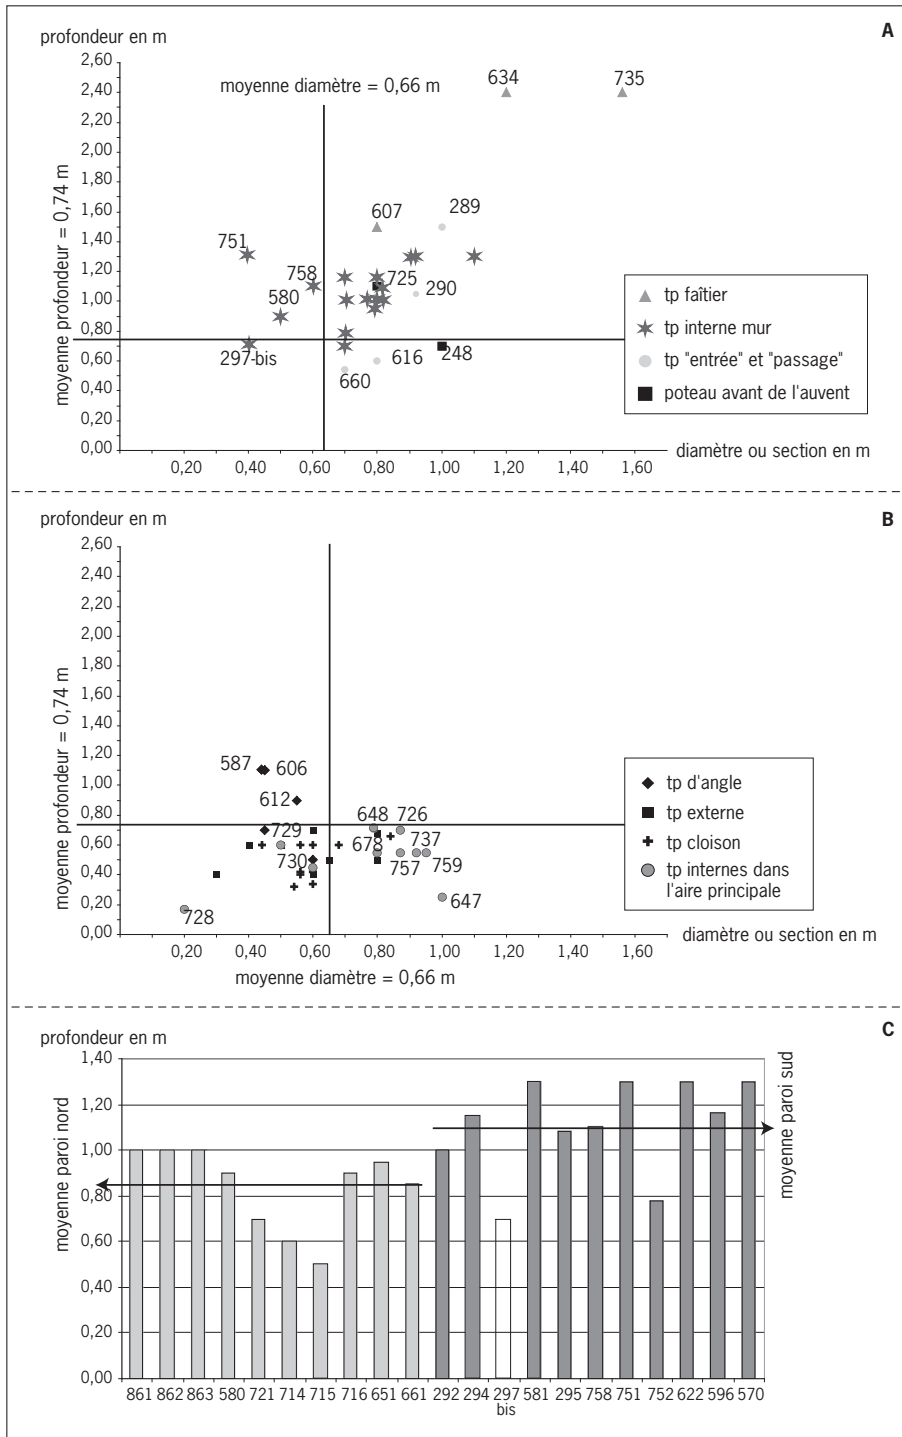 profondeur en m
A
2,60
2,40
2,20
2,00
1,80
1,60
1,40
1,20
1,00
0,80
0,60
0,40
0,20
0,00
moyenne profondeur = 0,74 m
moyenne diamètre = 0,66 m
634
735
607
289
751
758
725
580
290
297-bis
616
248
660
tp faîtier
tp interne mur
tp "entrée" et "passage"
poteau avant de l'auvent
0,20
0,40
0,60
0,80
1,00
1,20
1,40
1,60
diamètre ou section en m
profondeur en m
B
2,60
2,40
2,20
2,00
1,80
1,60
1,40
1,20
1,00
0,80
0,60
0,40
0,20
0,00
moyenne profondeur = 0,74 m
587
606
612
648
726
729
678
737
730
757
759
647
728
tp d'angle
tp externe
tp cloison
tp internes dans
l'aire principale
0,20
0,40
0,60
0,80
1,00
1,20
1,40
1,60
diamètre ou section en m
moyenne diamètre = 0,66 m
profondeur en m
C
1,40
1,20
1,00
0,80
0,60
0,40
0,20
0,00
moyenne paroi nord
moyenne paroi sud
861 862 863 580 721 714 715 716 651 661 292 294 297 581 295 758 751 752 622 596 570
bis